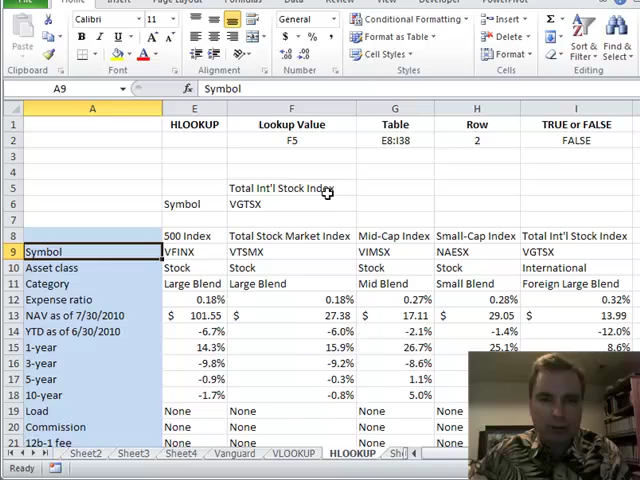 File Home Insert Page Layout Formulas Data Review View Developer PowerPivot
Calibri 11 General Conditional Formatting Insert Σ
Paste B I U A A Format as Table Delete Sort & Find &
$ % , Cell Styles Format Filter Select
Clipboard Font Alignment Number Styles Cells Editing
A9 fx Symbol
A E F G H I
1 HLOOKUP Lookup Value Table Row TRUE or FALSE
2 F5 E8:I38 2 FALSE
3
4
5 Total Int'l Stock Index
6 Symbol VGTSX
7
8 500 Index Total Stock Market Index Mid-Cap Index Small-Cap Index Total Int'l Stock Index
9 Symbol VFINX VTSMX VIMSX NAESX VGTSX
10 Asset class Stock Stock Stock Stock International
11 Category Large Blend Large Blend Mid Blend Small Blend Foreign Large Blend
12 Expense ratio 0.18% 0.18% 0.27% 0.28% 0.32%
13 NAV as of 7/30/2010 $ 101.55 $ 27.38 $ 17.11 $ 29.05 $ 13.99
14 YTD as of 6/30/2010 -6.7% -6.0% -2.1% -1.4% -12.0%
15 1-year 14.3% 15.9% 26.7% 25.1% 8.6%
16 3-year -9.8% -9.2% -8.6%
17 5-year -0.9% -0.3% 1.1%
18 10-year -1.7% -0.8% 5.0%
19 Load None None None
20 Commission None None None
21 12b-1 fee None None None
Sheet2 Sheet3 Sheet4 Vanguard VLOOKUP HLOOKUP
Ready